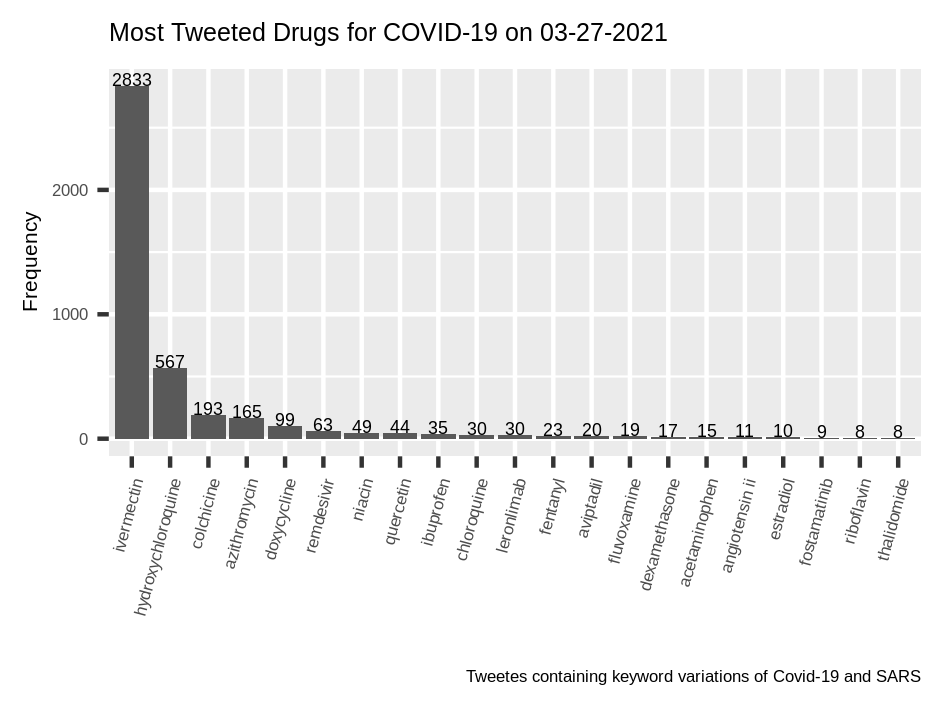 Most Tweeted Drugs for COVID-19 on 03-27-2021
Frequency
2000
1000
0
2833
567
193
165
99
63
49
44
35
30
30
23
20
19
17
15
11
10
9
8
8
ivermectin
hydroxychloroquine
colchicine
azithromycin
doxycycline
remdesivir
niacin
quercetin
ibuprofen
chloroquine
leronlimab
fentanyl
aviptadil
fluvoxamine
dexamethasone
acetaminophen
angiotensin ii
estradiol
fostamatinib
riboflavin
thalidomide
Tweetes containing keyword variations of Covid-19 and SARS